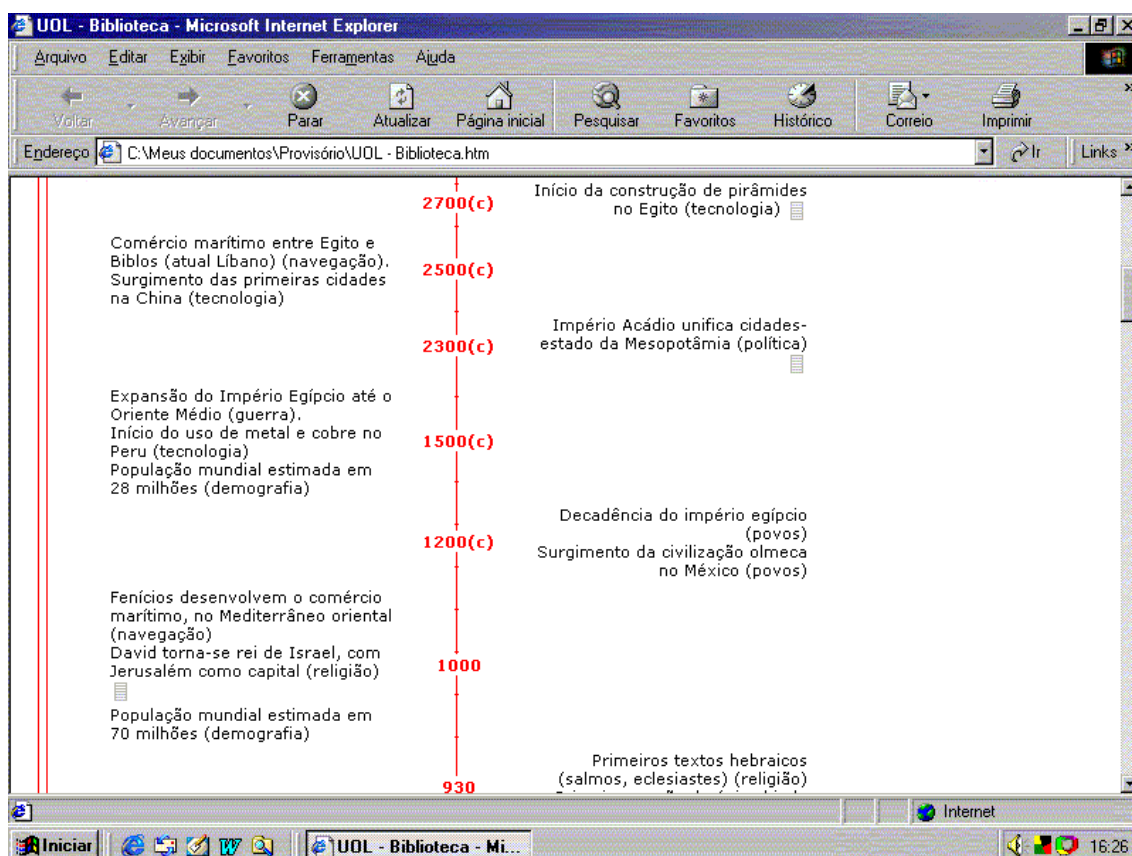 UOL - Biblioteca - Microsoft Internet Explorer
Arquivo Editar Exibir Favoritos Ferramentas Ajuda
Voltar Avançar Parar Atualizar Página inicial Pesquisar Favoritos Histórico Correio Imprimir
Endereço C:\Meus documentos\Provisório\UOL - Biblioteca.htm Ir Links
2700(c)
Início da construção de pirâmides
no Egito (tecnologia)
Comércio marítimo entre Egito e
Biblos (atual Líbano) (navegação).
Surgimento das primeiras cidades
na China (tecnologia)
2500(c)
Império Acádio unifica cidades-
estado da Mesopotâmia (política)
2300(c)
Expansão do Império Egípcio até o
Oriente Médio (guerra).
Início do uso de metal e cobre no
Peru (tecnologia)
População mundial estimada em
28 milhões (demografia)
1500(c)
Decadência do império egípcio
(povos)
Surgimento da civilização olmeca
no México (povos)
1200(c)
Fenícios desenvolvem o comércio
marítimo, no Mediterrâneo oriental
(navegação)
David torna-se rei de Israel, com
Jerusalém como capital (religião)
População mundial estimada em
70 milhões (demografia)
1000
Primeiros textos hebraicos
(salmos, eclesiastes) (religião)
930
Internet
Iniciar UOL - Biblioteca - Mi... 16:26